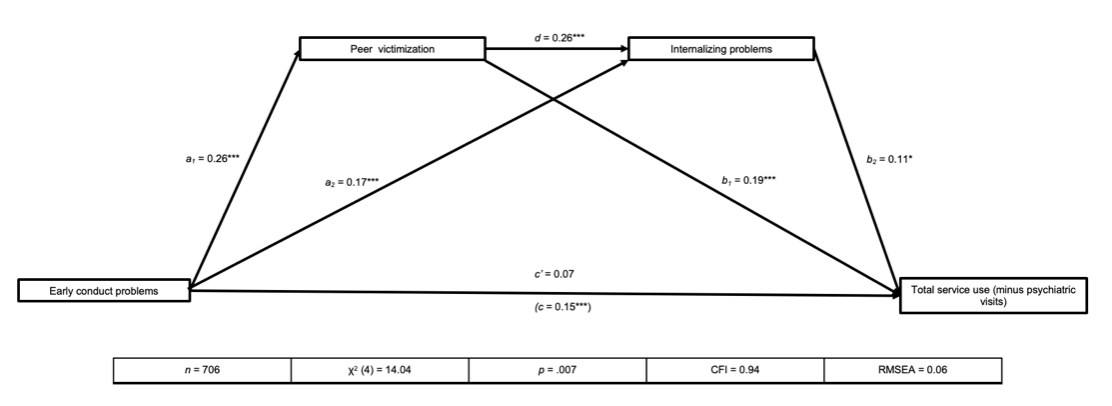 d = 0.26***
Peer victimization
Internalizing problems
a₁ = 0.26***
b₂ = 0.11*
a₂ = 0.17***
b₁ = 0.19***
c' = 0.07
Early conduct problems
Total service use (minus psychiatric
visits)
(c = 0.15***)
n = 706
χ² (4) = 14.04
p = .007
CFI = 0.94
RMSEA = 0.06